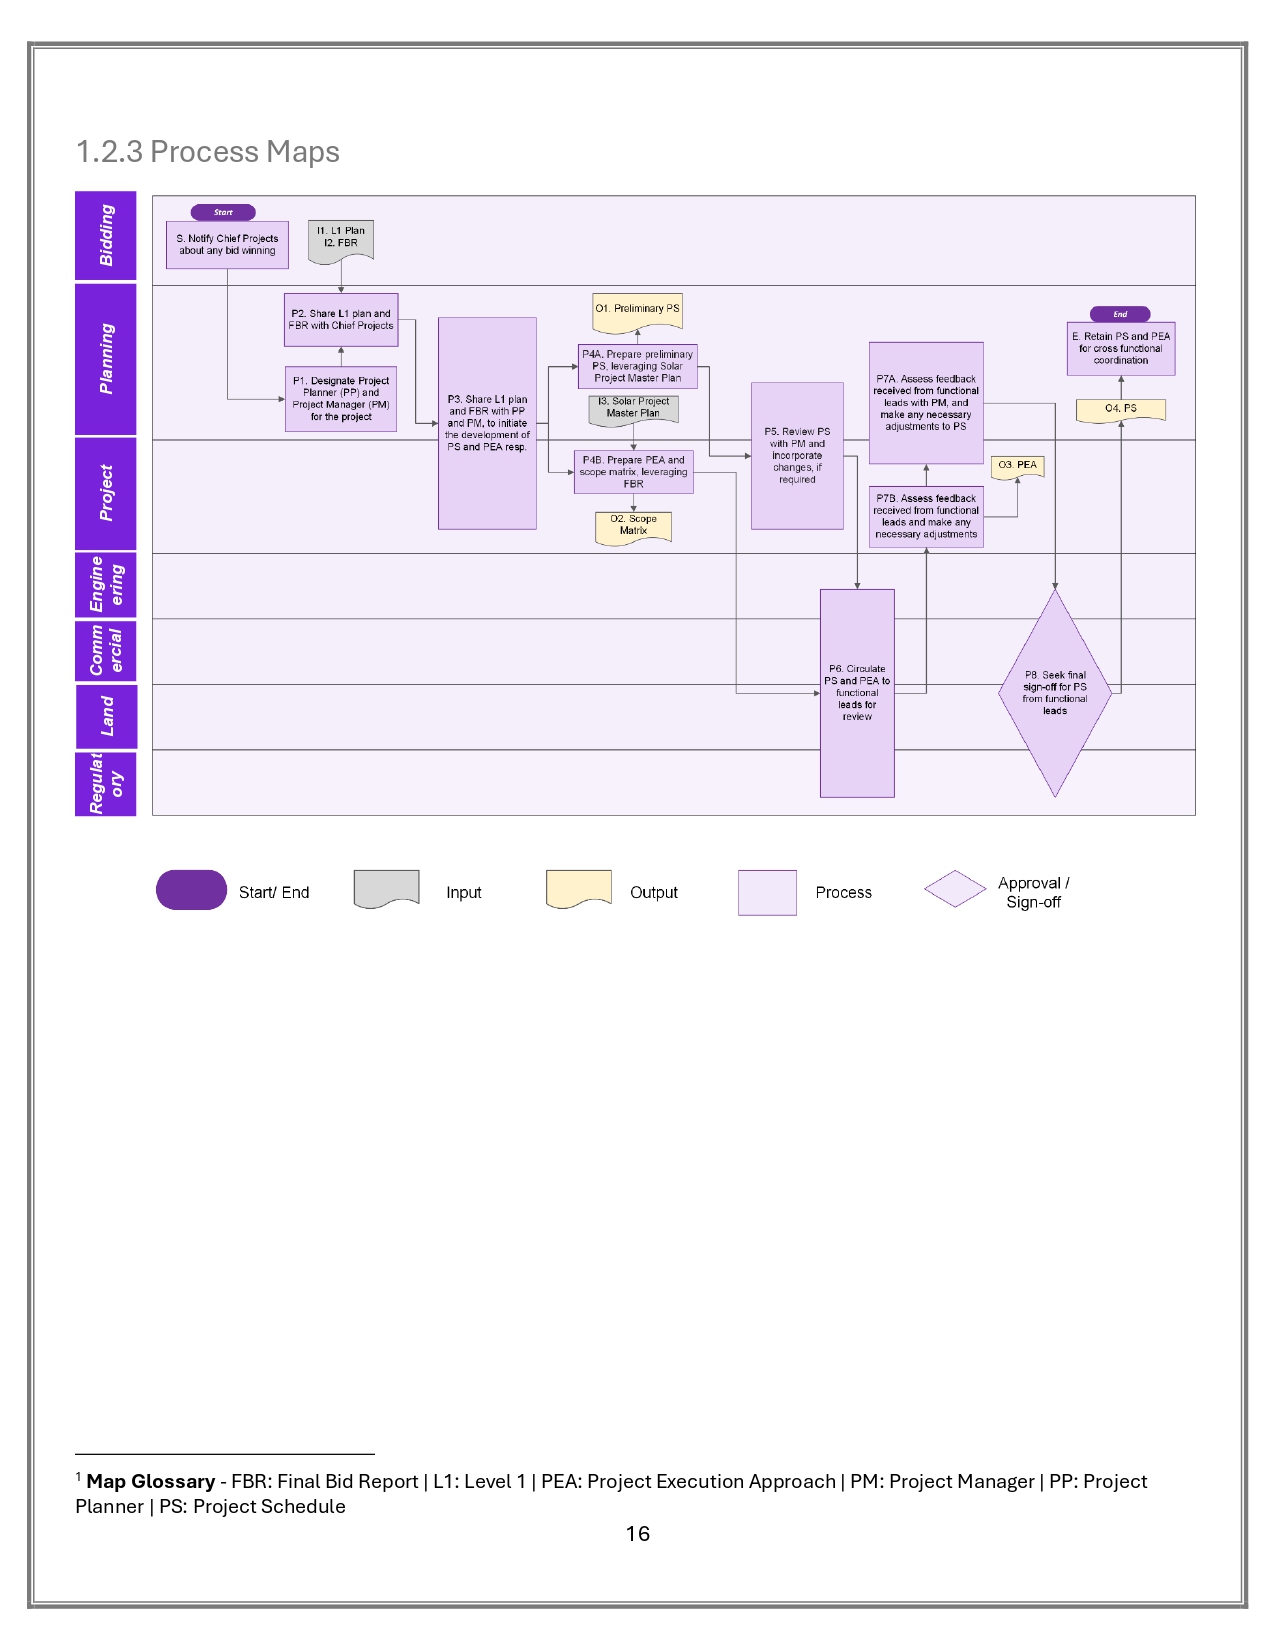 1.2.3 Process Maps
Bidding
Start
S. Notify Chief Projects
about any bid winning
I1. L1 Plan
I2. FBR
Planning
P2. Share L1 plan and
FBR with Chief Projects
P1. Designate Project
Planner (PP) and
Project Manager (PM)
for the project
P3. Share L1 plan
and FBR with PP
and PM, to initiate
the development of
PS and PEA resp.
O1. Preliminary PS
P4A. Prepare preliminary
PS, leveraging Solar
Project Master Plan
I3. Solar Project
Master Plan
P5. Review PS
with PM and
incorporate
changes, if
required
P7A. Assess feedback
received from functional
leads with PM, and
make any necessary
adjustments to PS
End
E. Retain PS and PEA
for cross functional
coordination
O4. PS
Project
P4B. Prepare PEA and
scope matrix, leveraging
FBR
O2. Scope
Matrix
P7B. Assess feedback
received from functional
leads and make any
necessary adjustments
O3. PEA
Engine
ering
Comm
ercial
Land
Regulat
ory
P6. Circulate
PS and PEA to
functional
leads for
review
P8. Seek final
sign-off for PS
from functional
leads
Start/ End
Input
Output
Process
Approval /
Sign-off
1 Map Glossary - FBR: Final Bid Report | L1: Level 1 | PEA: Project Execution Approach | PM: Project Manager | PP: Project
Planner | PS: Project Schedule
16